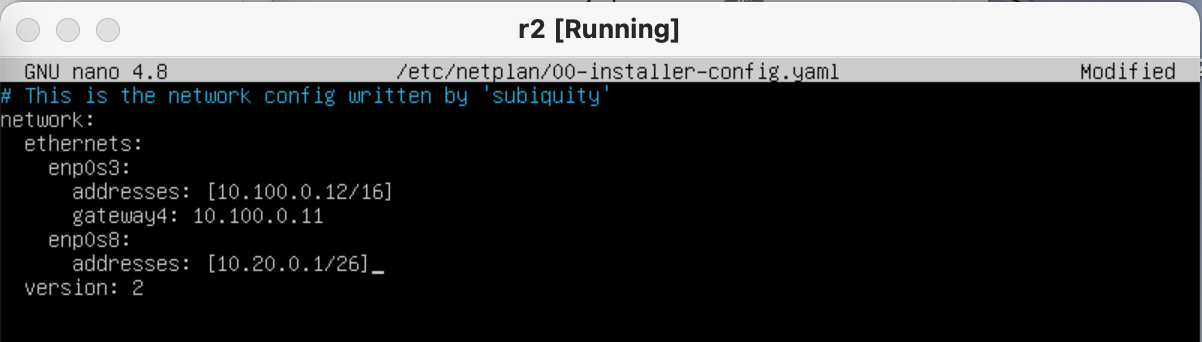 r2 [Running]
GNU nano 4.8 /etc/netplan/00-installer-config.yaml Modified
# This is the network config written by 'subiquity'
network:
  ethernets:
    enp0s3:
      addresses: [10.100.0.12/16]
      gateway4: 10.100.0.11
    enp0s8:
      addresses: [10.20.0.1/26]
  version: 2